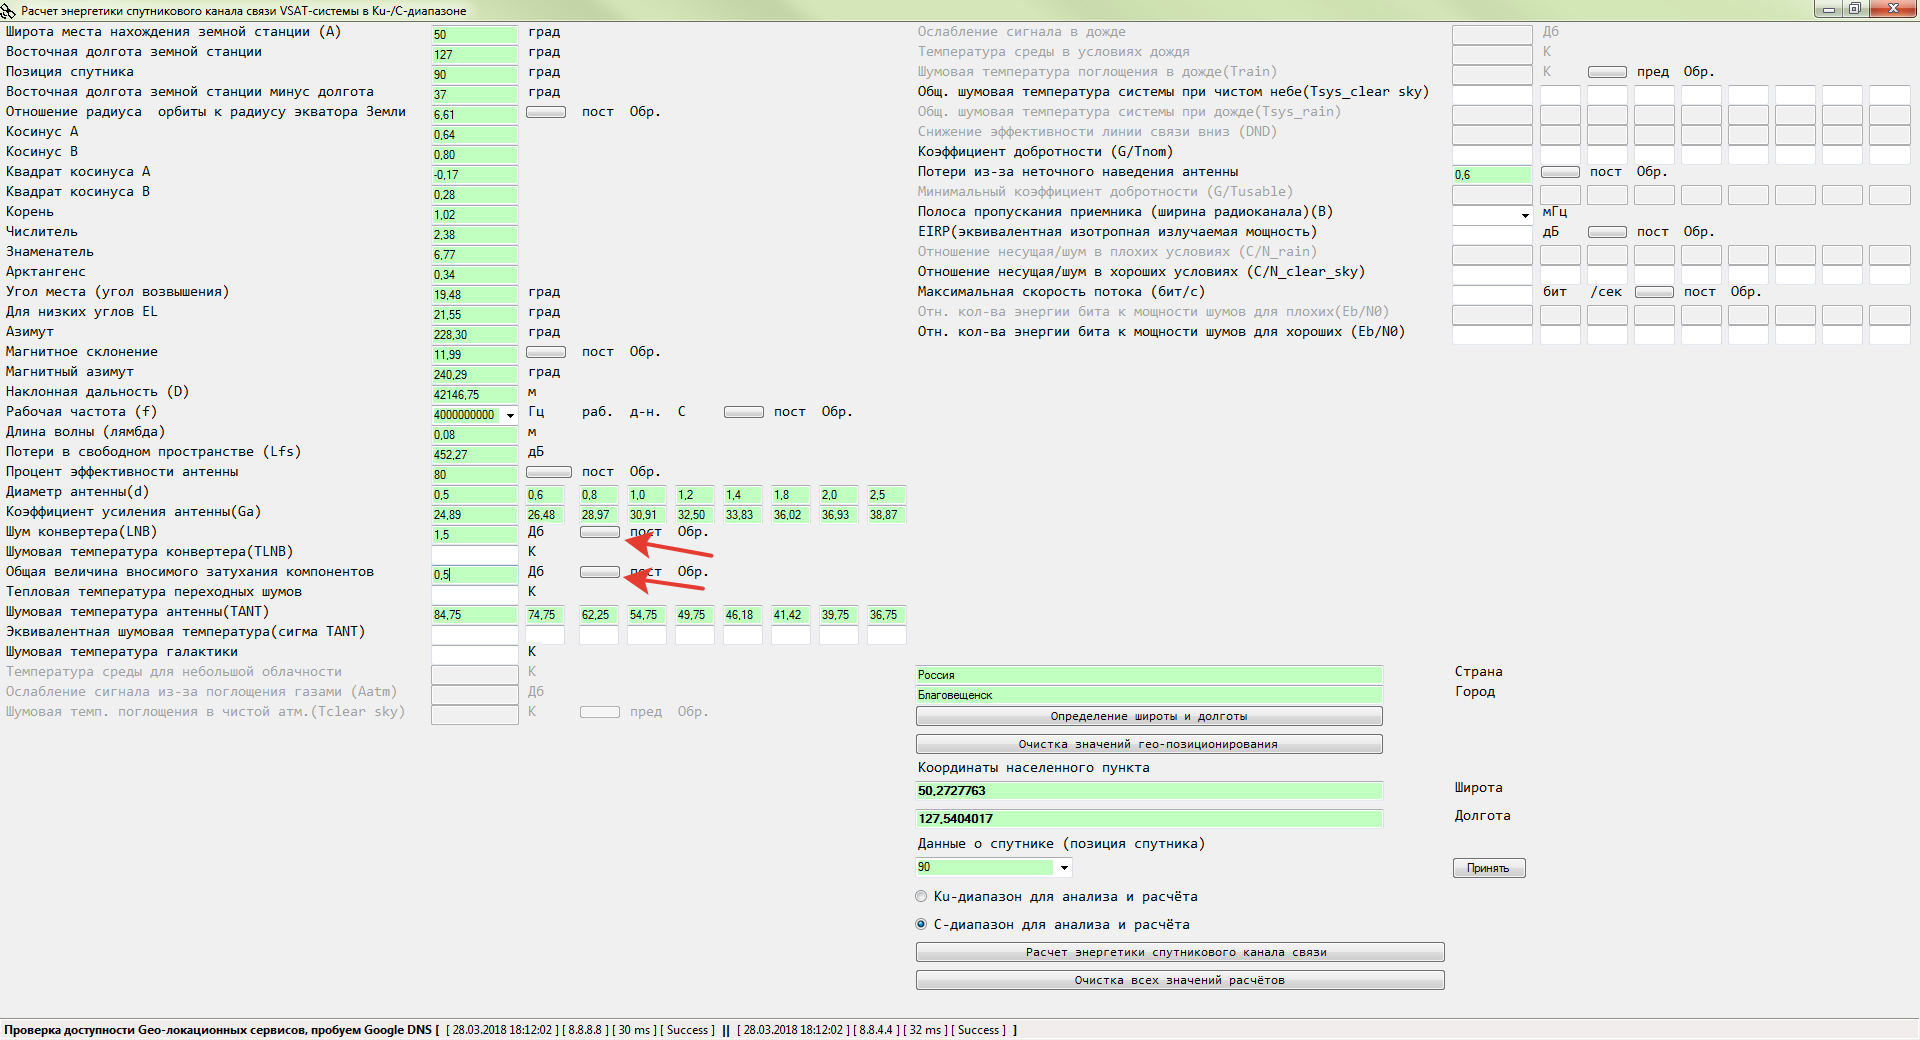 Расчет энергетики спутникового канала связи VSAT-системы в Ku-/C-диапазоне
Широта места нахождения земной станции (А) 50 град
Восточная долгота земной станции 127 град
Позиция спутника 90 град
Восточная долгота земной станции минус долгота 37 град
Отношение радиуса орбиты к радиусу экватора Земли 6,61 пост Обр.
Косинус А 0,64
Косинус В 0,80
Квадрат косинуса А -0,17
Квадрат косинуса В 0,28
Корень 1,02
Числитель 2,38
Знаменатель 6,77
Арктангенс 0,34
Угол места (угол возвышения) 19,48 град
Для низких углов EL 21,55 град
Азимут 228,30 град
Магнитное склонение 11,99 пост Обр.
Магнитный азимут 240,29 град
Наклонная дальность (D) 42146,75 м
Рабочая частота (f) 4000000000 Гц раб. д-н. С пост Обр.
Длина волны (лямбда) 0,08 м
Потери в свободном пространстве (Lfs) 452,27 дБ
Процент эффективности антенны 80 пост Обр.
Диаметр антенны(d) 0,5 0,6 0,8 1,0 1,2 1,4 1,8 2,0 2,5
Коэффициент усиления антенны(Ga) 24,89 26,48 28,97 30,91 32,50 33,83 36,02 36,93 38,87
Шум конвертера(LNB) 1,5 Дб пост Обр.
Шумовая температура конвертера(TLNB) К
Общая величина вносимого затухания компонентов 0,5 Дб пост Обр.
Тепловая температура переходных шумов К
Шумовая температура антенны(TANT) 84,75 74,75 62,25 54,75 49,75 46,18 41,42 39,75 36,75
Эквивалентная шумовая температура(сигма TANT)
Шумовая температура галактики К
Температура среды для небольшой облачности К
Ослабление сигнала из-за поглощения газами (Aatm) Дб
Шумовая темп. поглощения в чистой атм.(Tclear sky) К пред Обр.
Ослабление сигнала в дожде Дб
Температура среды в условиях дождя К
Шумовая температура поглощения в дожде(Train) К пред Обр.
Общ. шумовая температура системы при чистом небе(Tsys_clear sky)
Общ. шумовая температура системы при дожде(Tsys_rain)
Снижение эффективности линии связи вниз (DND)
Коэффициент добротности (G/Tnom)
Потери из-за неточного наведения антенны 0,6 пост Обр.
Минимальный коэффициент добротности (G/Tusable)
Полоса пропускания приемника (ширина радиоканала)(В) мГц
EIRP(эквивалентная изотропная излучаемая мощность) дБ пост Обр.
Отношение несущая/шум в плохих условиях (C/N_rain)
Отношение несущая/шум в хороших условиях (C/N_clear_sky)
Максимальная скорость потока (бит/с) бит /сек пост Обр.
Отн. кол-ва энергии бита к мощности шумов для плохих(Eb/N0)
Отн. кол-ва энергии бита к мощности шумов для хороших (Eb/N0)
Россия Страна
Благовещенск Город
Определение широты и долготы
Очистка значений гео-позиционирования
Координаты населенного пункта
50,2727763 Широта
127,5404017 Долгота
Данные о спутнике (позиция спутника)
90 Принять
Ku-диапазон для анализа и расчёта
С-диапазон для анализа и расчёта
Расчет энергетики спутникового канала связи
Очистка всех значений расчётов
Проверка доступности Geo-локационных сервисов, пробуем Google DNS [ [ 28.03.2018 18:12:02 ] [ 8.8.8.8 ] [ 30 ms ] [ Success ] || [ 28.03.2018 18:12:02 ] [ 8.8.4.4 ] [ 32 ms ] [ Success ] ]